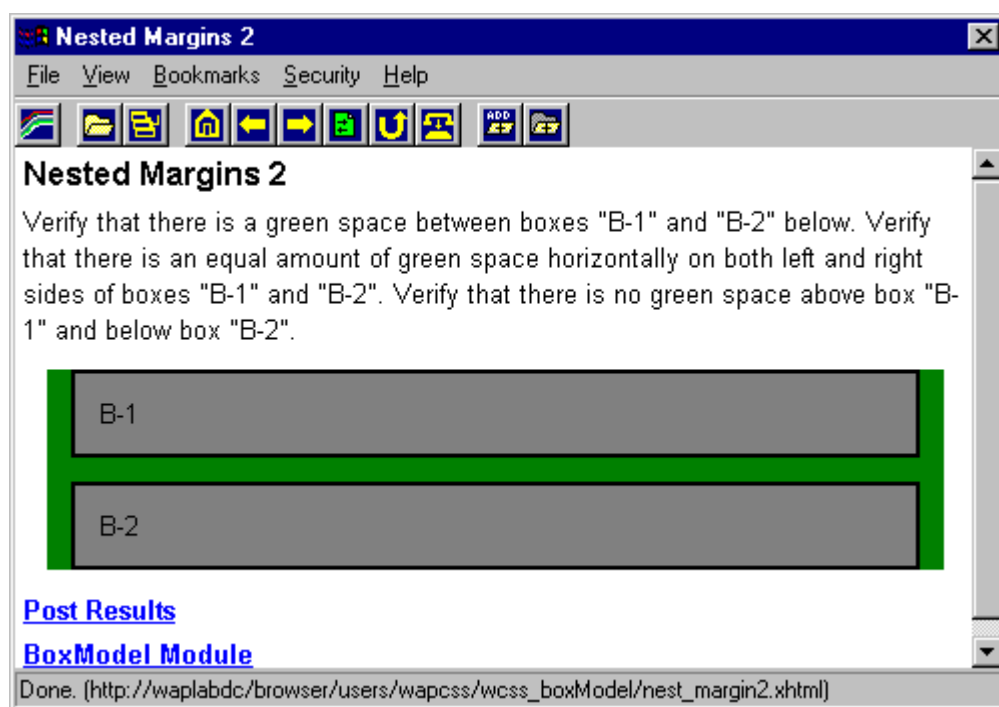 Nested Margins 2
File View Bookmarks Security Help
ADD
Nested Margins 2
Verify that there is a green space between boxes "B-1" and "B-2" below. Verify
that there is an equal amount of green space horizontally on both left and right
sides of boxes "B-1" and "B-2". Verify that there is no green space above box "B-
1" and below box "B-2".
B-1
B-2
Post Results
BoxModel Module
Done. (http://waplabdc/browser/users/wapcss/wcss_boxModel/nest_margin2.xhtml)